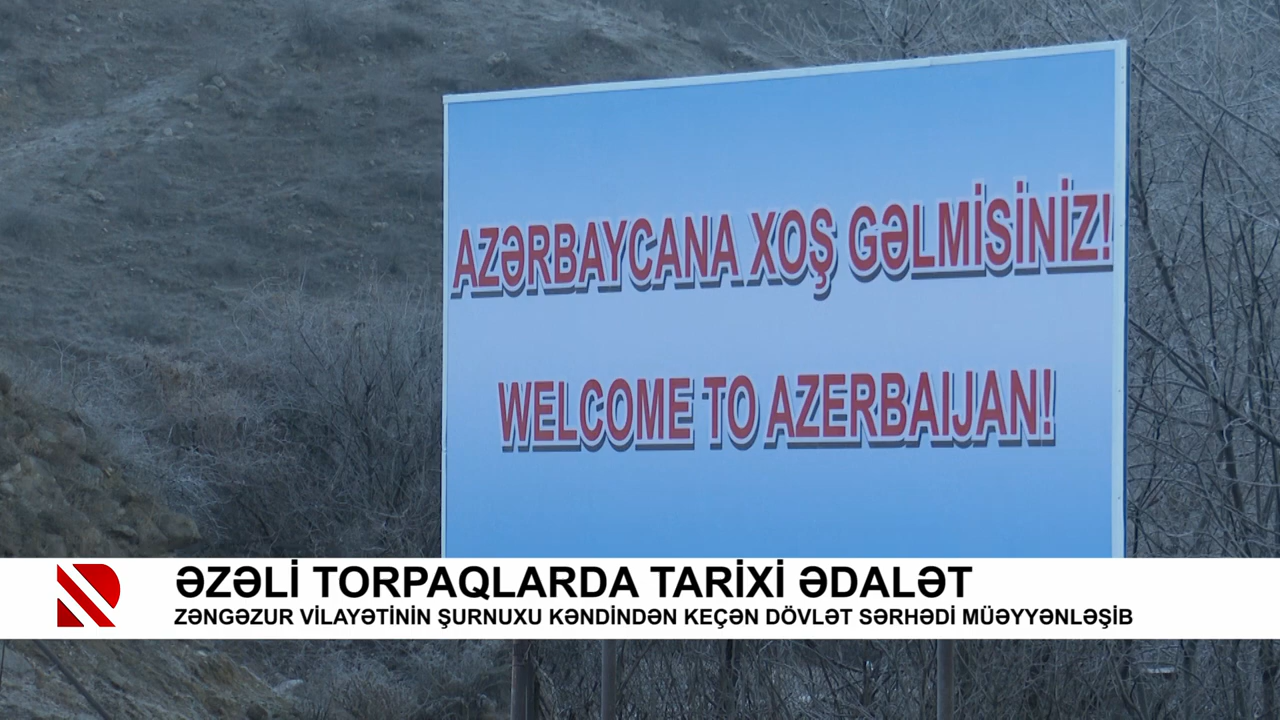 AZƏRBAYCANA XOŞ GƏLMİSİNİZ!
WELCOME TO AZERBAIJAN!
ƏZƏLİ TORPAQLARDA TARİXİ ƏDALƏT
ZƏNGƏZUR VİLAYƏTİNİN ŞURNUXU KƏNDİNDƏN KEÇƏN DÖVLƏT SƏRHƏDİ MÜƏYYƏNLƏŞİB